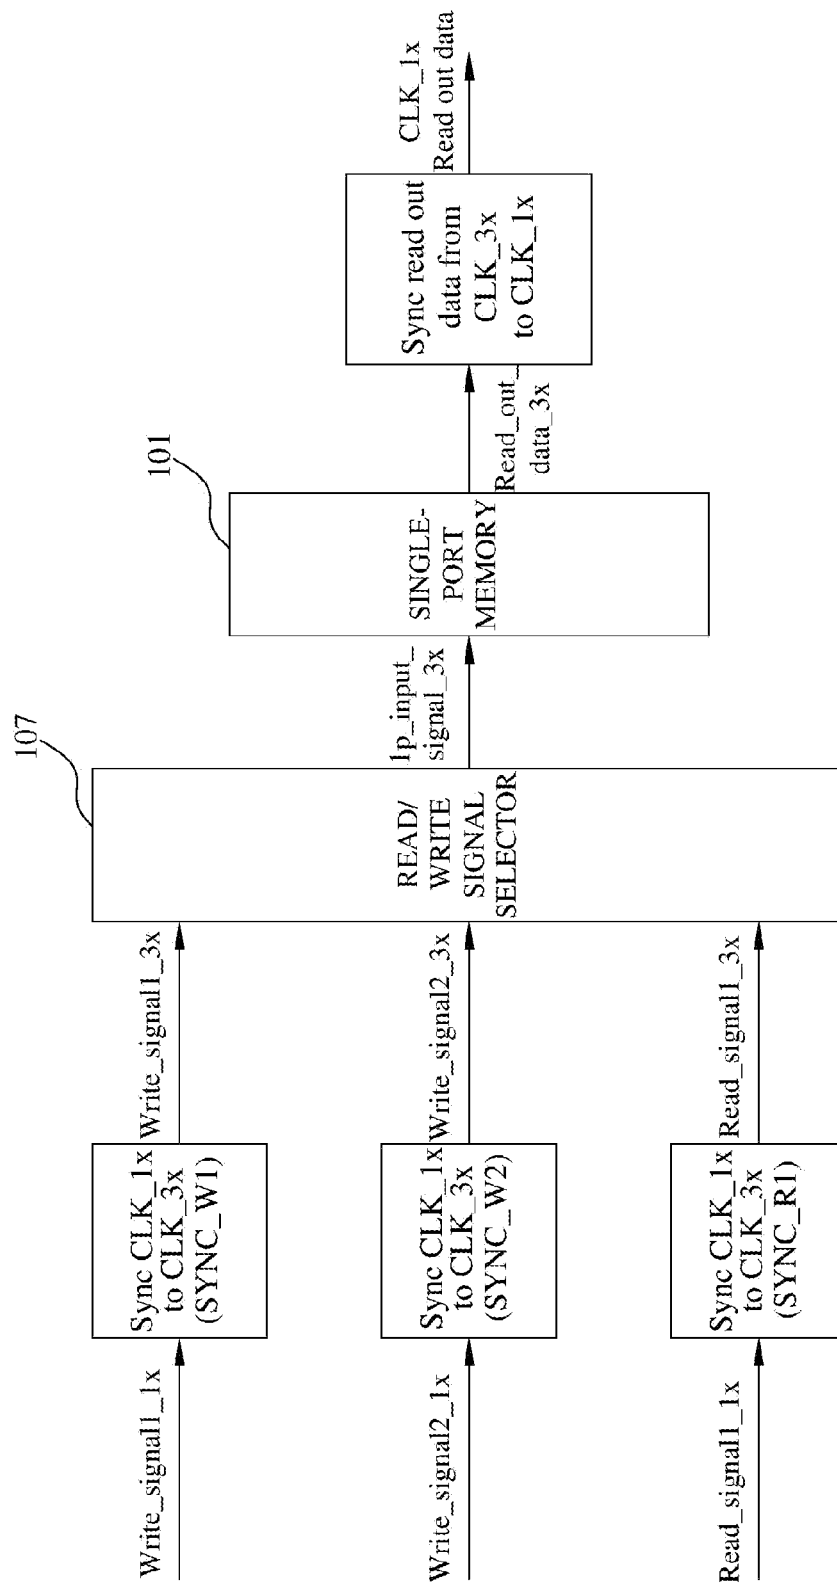 Write_signal1_1x
Sync CLK_1x
to CLK_3x
(SYNC_W1)
Write_signal1_3x
Write_signal2_1x
Sync CLK_1x
to CLK_3x
(SYNC_W2)
Write_signal2_3x
Read_signal1_1x
Sync CLK_1x
to CLK_3x
(SYNC_R1)
Read_signal1_3x
107
READ/
WRITE
SIGNAL
SELECTOR
1p_input_
signal_3x
101
SINGLE-
PORT
MEMORY
Read_out_
data_3x
Sync read out
data from
CLK_3x
to CLK_1x
CLK_1x
Read out data